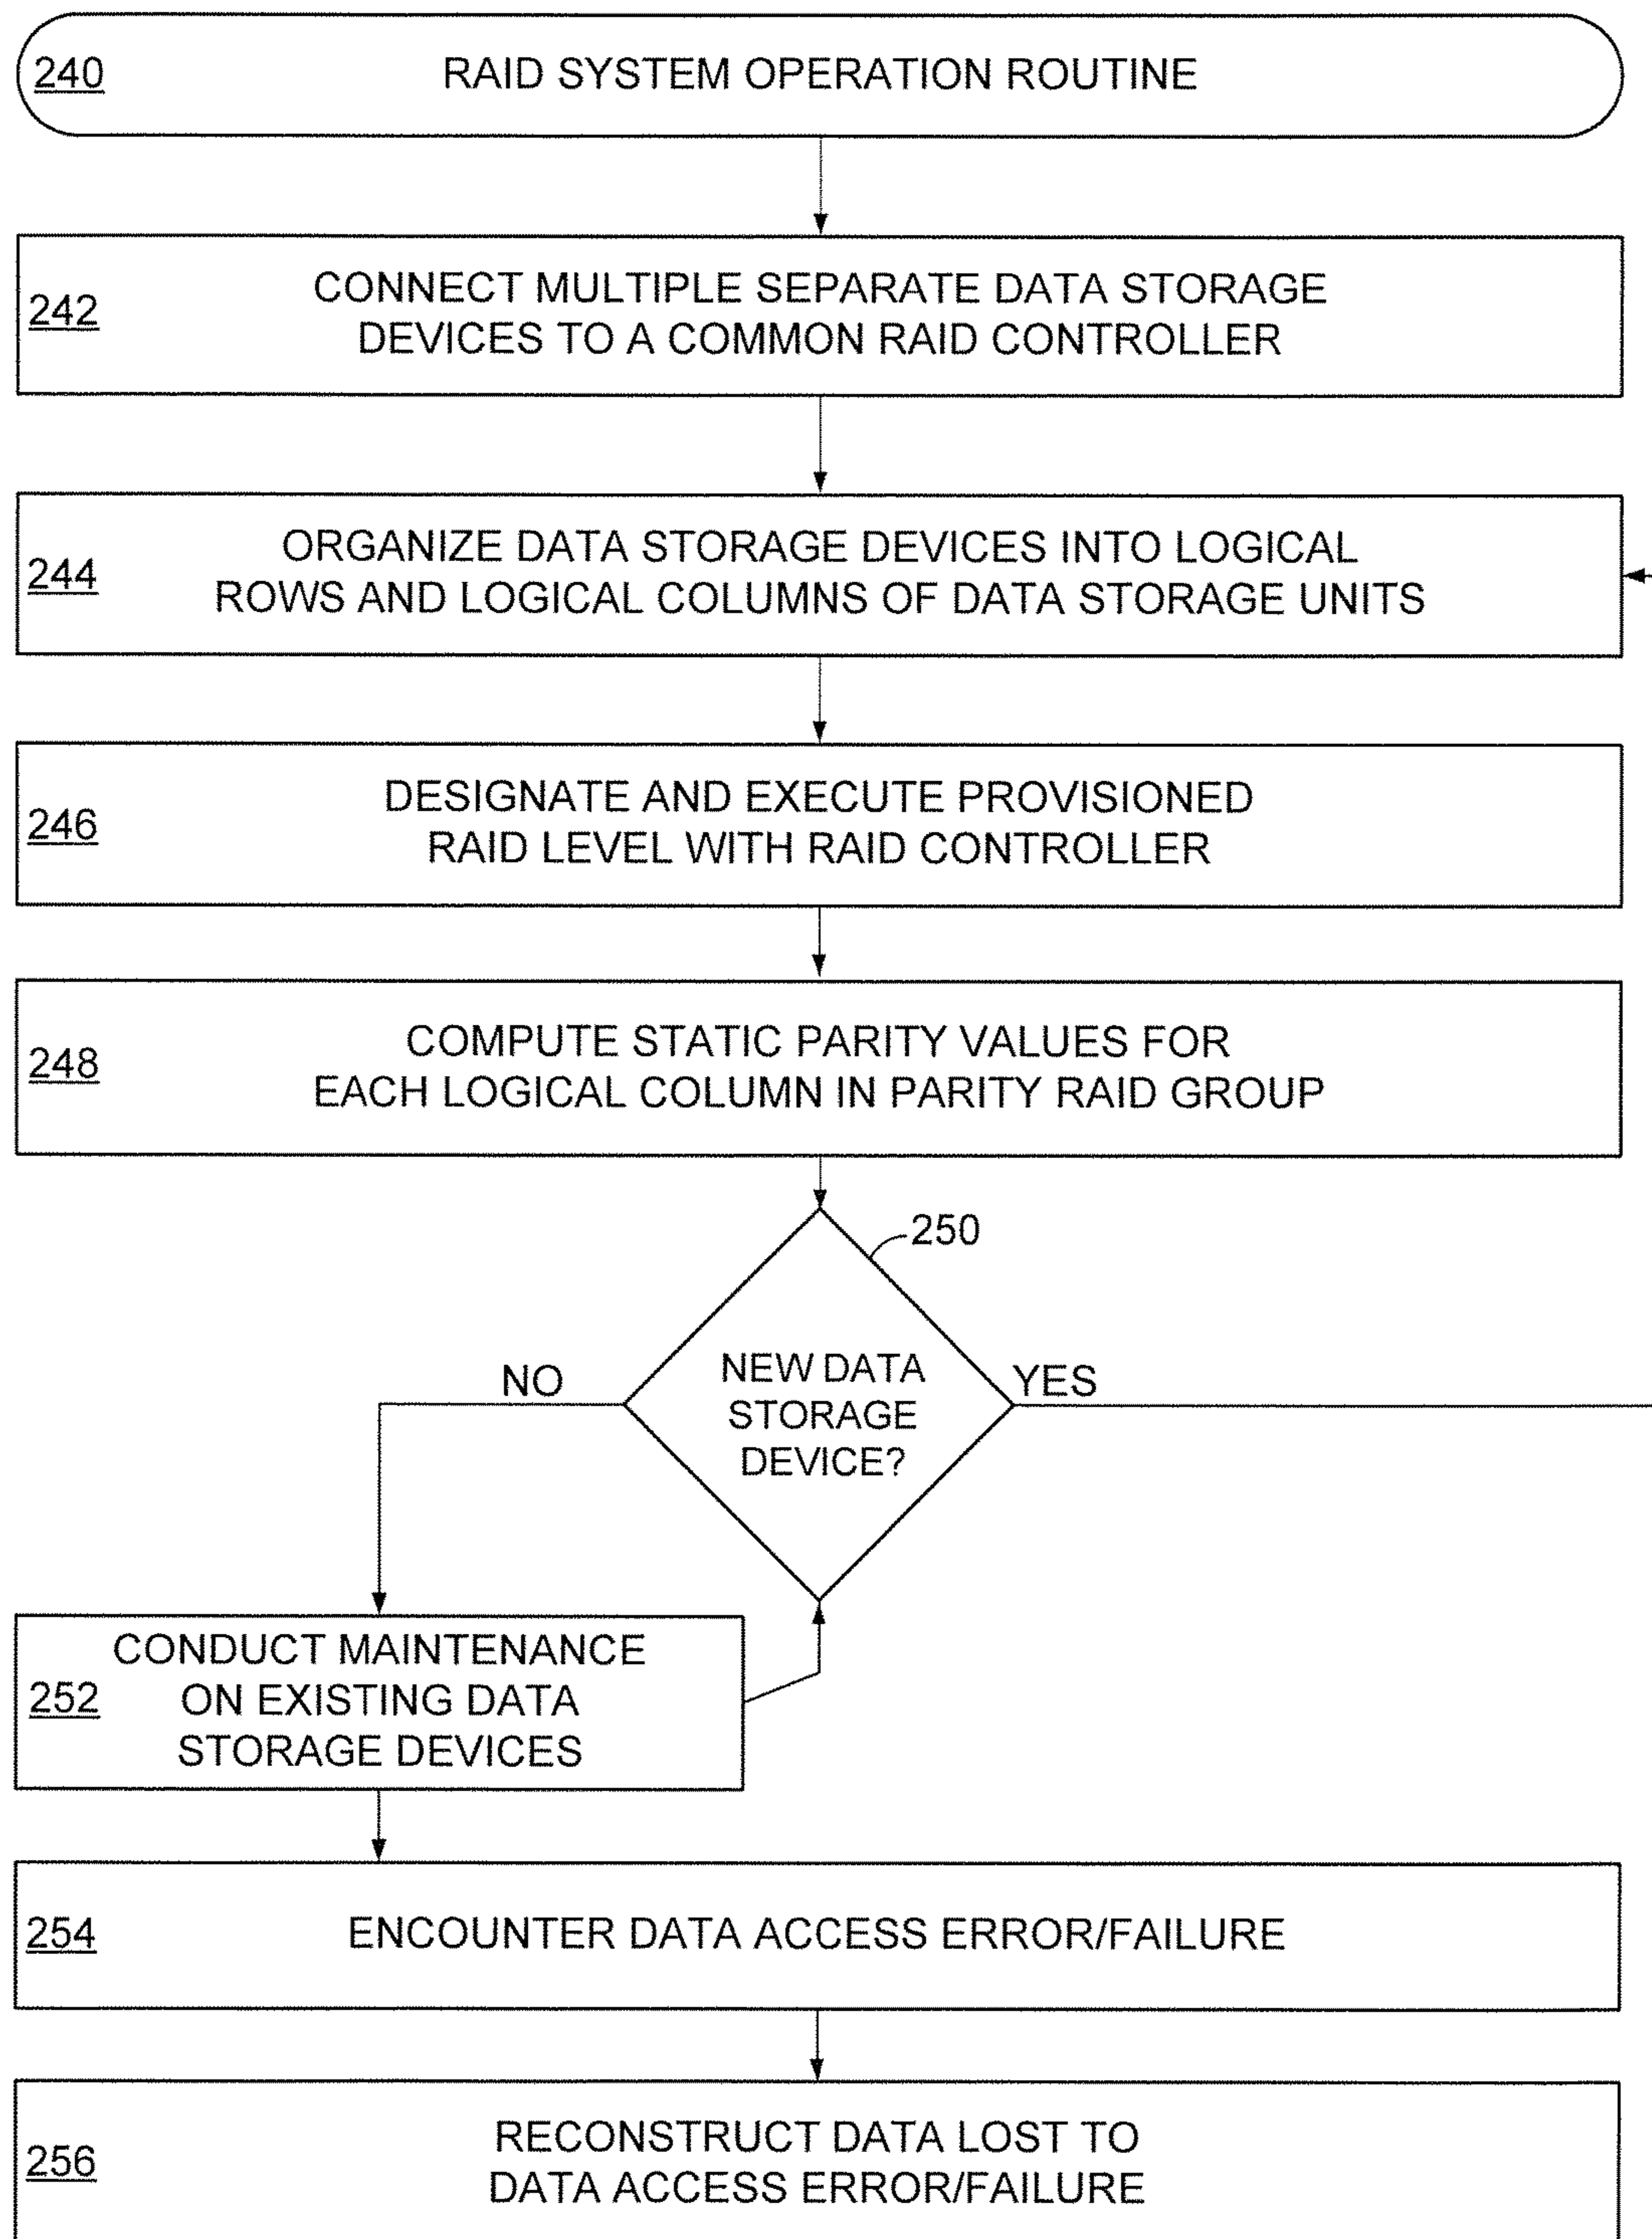 240
RAID SYSTEM OPERATION ROUTINE
242
CONNECT MULTIPLE SEPARATE DATA STORAGE
DEVICES TO A COMMON RAID CONTROLLER
244
ORGANIZE DATA STORAGE DEVICES INTO LOGICAL
ROWS AND LOGICAL COLUMNS OF DATA STORAGE UNITS
246
DESIGNATE AND EXECUTE PROVISIONED
RAID LEVEL WITH RAID CONTROLLER
248
COMPUTE STATIC PARITY VALUES FOR
EACH LOGICAL COLUMN IN PARITY RAID GROUP
250
NEW DATA
STORAGE
DEVICE?
NO
YES
252
CONDUCT MAINTENANCE
ON EXISTING DATA
STORAGE DEVICES
254
ENCOUNTER DATA ACCESS ERROR/FAILURE
256
RECONSTRUCT DATA LOST TO
DATA ACCESS ERROR/FAILURE